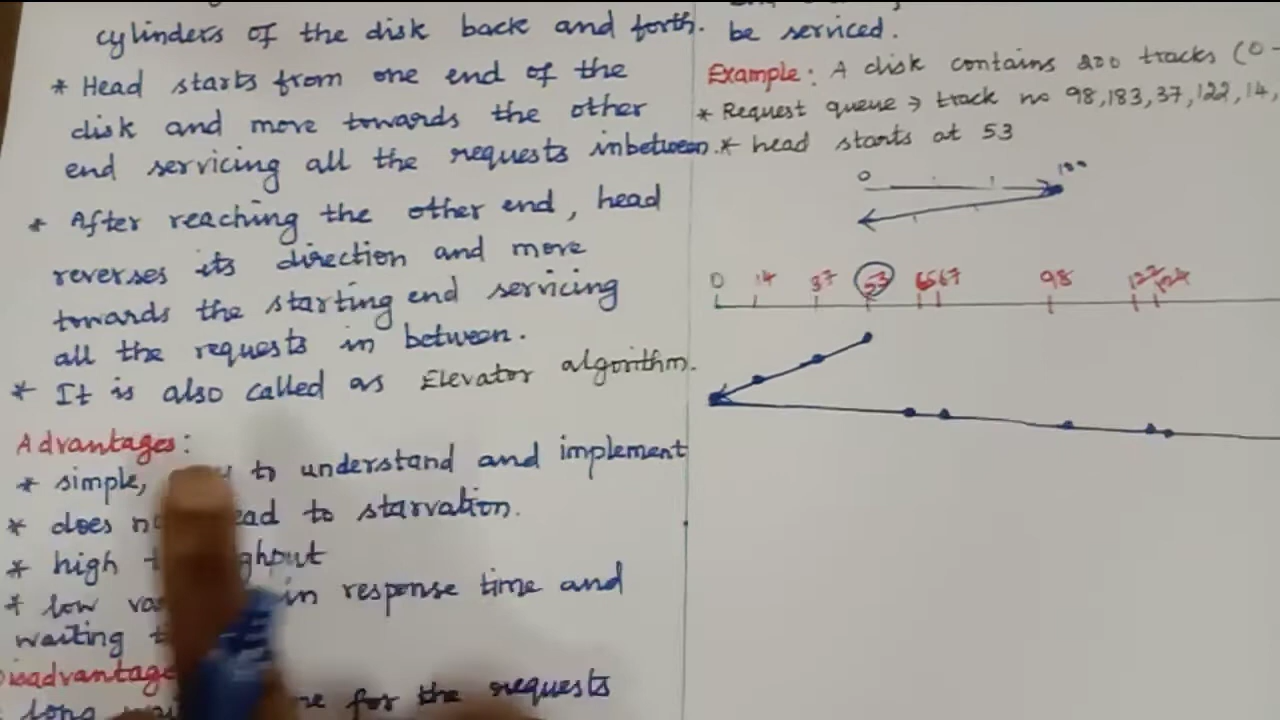 cylinders of the disk back and forth.
* Head starts from one end of the
disk and move towards the other
end servicing all the requests inbetween.
* After reaching the other end, head
reverses its direction and move
towards the starting end servicing
all the requests in between.
* It is also called as Elevator algorithm.
Advantages:
* simple, to understand and implement
* does to starvation.
* high
* low in response time and
waiting
for the requests
long
be serviced.
Example: A disk contains 200 tracks (0-
* Request queue → track no 98,183,37,122,14,
* head starts at 53
0
0 14 37 53 65 67 98 122 124